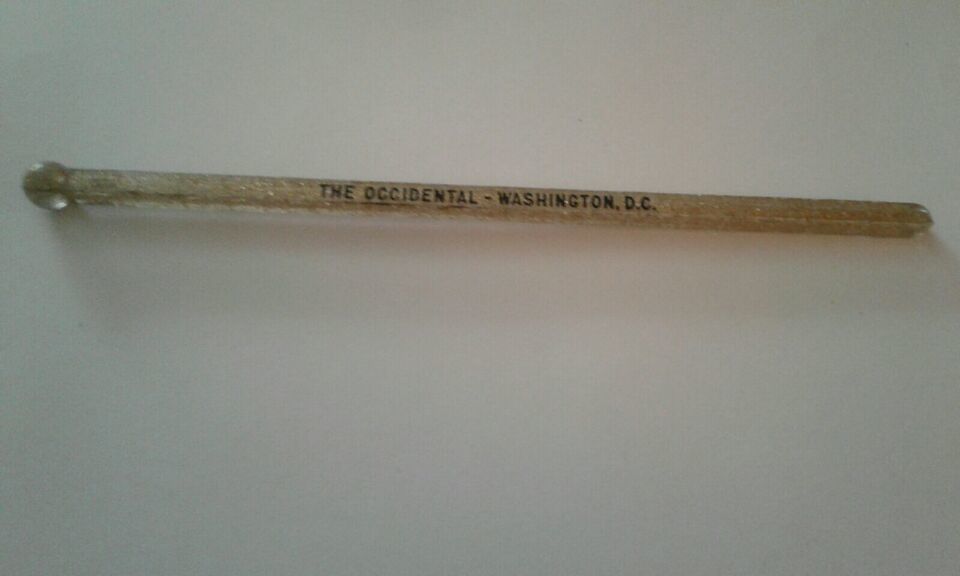 THE OCCIDENTAL - WASHINGTON, D.C.